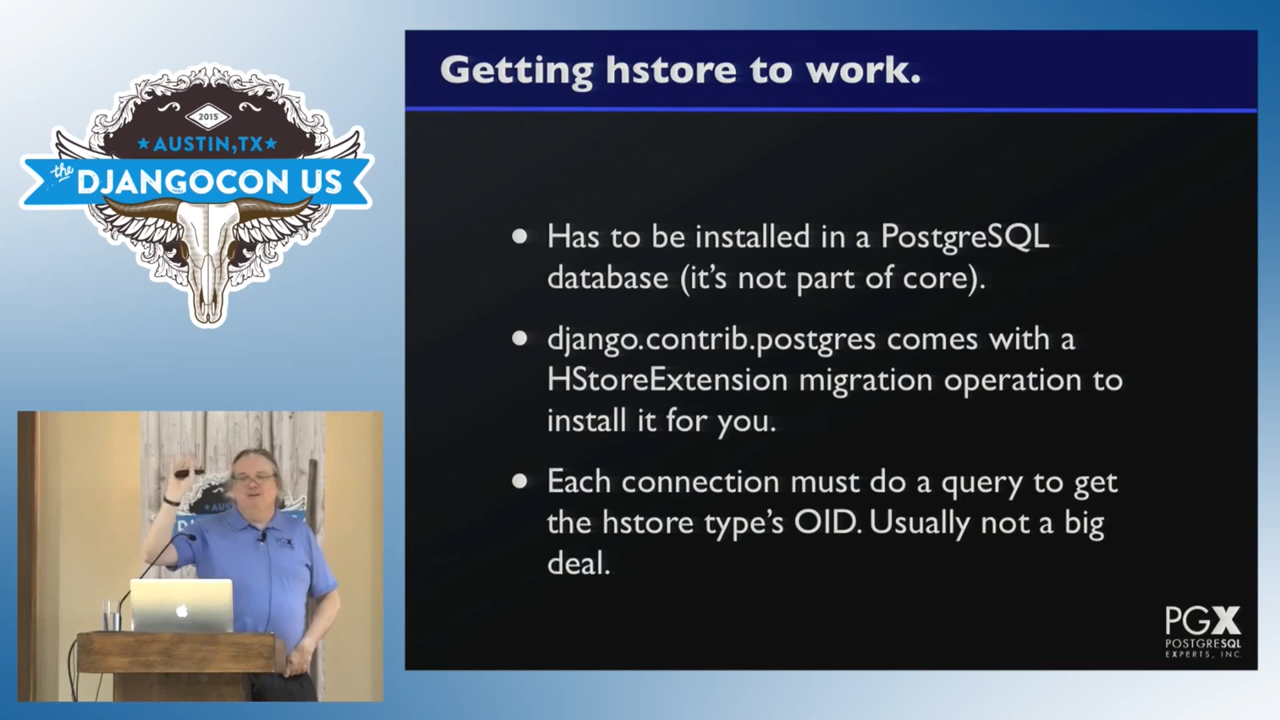 2015
AUSTIN, TX
the
DJANGOCON US
Getting hstore to work.
• Has to be installed in a PostgreSQL
database (it's not part of core).
• django.contrib.postgres comes with a
HStoreExtension migration operation to
install it for you.
• Each connection must do a query to get
the hstore type's OID. Usually not a big
deal.
PGX
POSTGRESQL
EXPERTS, INC.
PGX